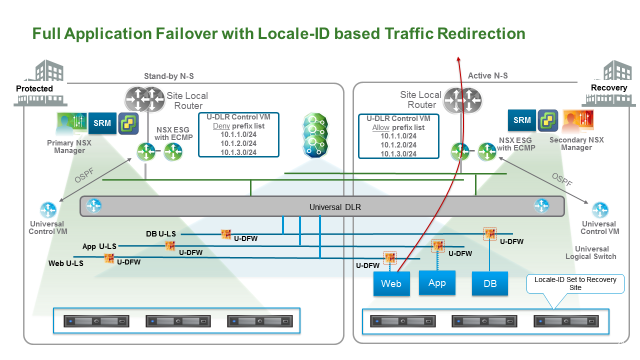 Full Application Failover with Locale-ID based Traffic Redirection
Stand-by N-S
Active N-S
Protected
Recovery
Site Local
Router
Site Local
Router
U-DLR Control VM
Deny prefix list
10.1.1.0/24
10.1.2.0/24
10.1.3.0/24
U-DLR Control VM
Allow prefix list
10.1.1.0/24
10.1.2.0/24
10.1.3.0/24
SRM
SRM
Primary NSX
Manager
NSX ESG
with ECMP
NSX ESG
with ECMP
Secondary NSX
Manager
OSPF
OSPF
Universal
Control VM
Universal DLR
Universal
Control VM
DB U-LS
U-DFW
U-DFW
App U-LS
U-DFW
U-DFW
Universal
Logical Switch
Web U-LS
U-DFW
U-DFW
Web
App
DB
Locale-ID Set to Recovery
Site